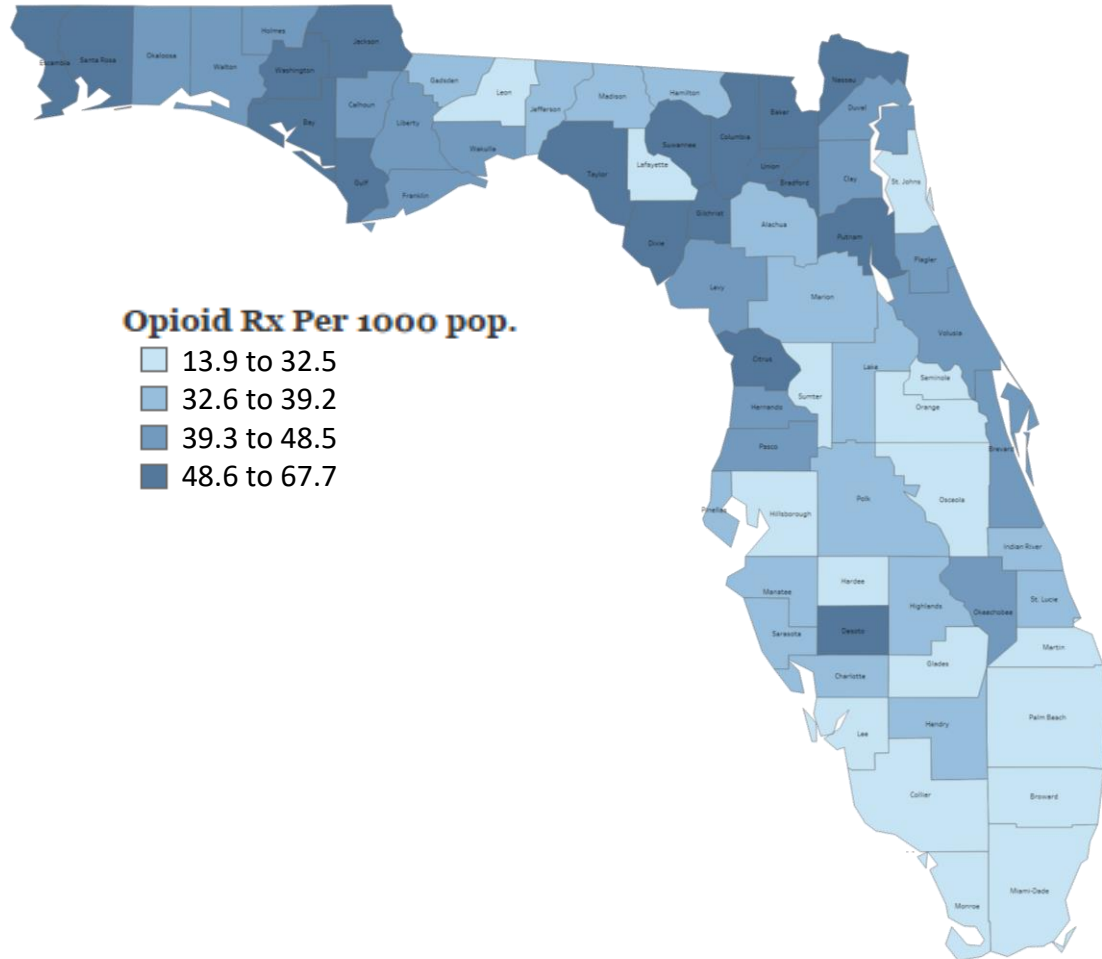 Holmes
Jackson
Escambia
Santa Rosa
Okaloosa
Walton
Washington
Gadsden
Leon
Hamilton
Madison
Nassau
Calhoun
Jefferson
Duval
Baker
Bay
Liberty
Columbia
Wakulla
Suwannee
Lafayette
Union
Taylor
Gulf
Bradford
Clay
St. Johns
Franklin
Gilchrist
Alachua
Putnam
Dixie
Flagler
Levy
Marion
Opioid Rx Per 1000 pop.
13.9 to 32.5
32.6 to 39.2
39.3 to 48.5
48.6 to 67.7
Volusia
Citrus
Lake
Seminole
Sumter
Hernando
Orange
Pasco
Brevard
Polk
Osceola
Pinellas
Hillsborough
Indian River
Hardee
Manatee
St. Lucie
Highlands
Okeechobee
Desoto
Sarasota
Martin
Glades
Charlotte
Palm Beach
Hendry
Lee
Collier
Broward
Miami-Dade
Monroe